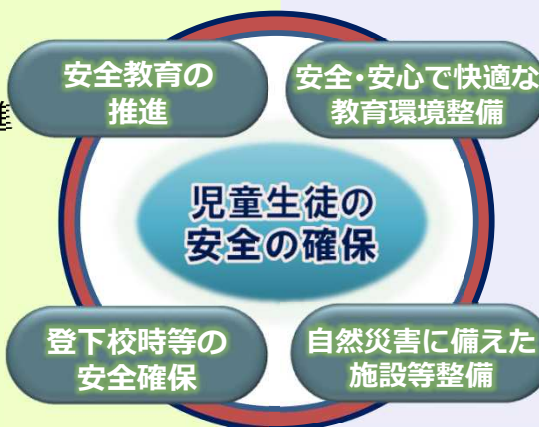 安全教育の
推進
安全・安心で快適な
教育環境整備
児童生徒の
安全の確保
登下校時等の
安全確保
自然災害に備えた
施設等整備